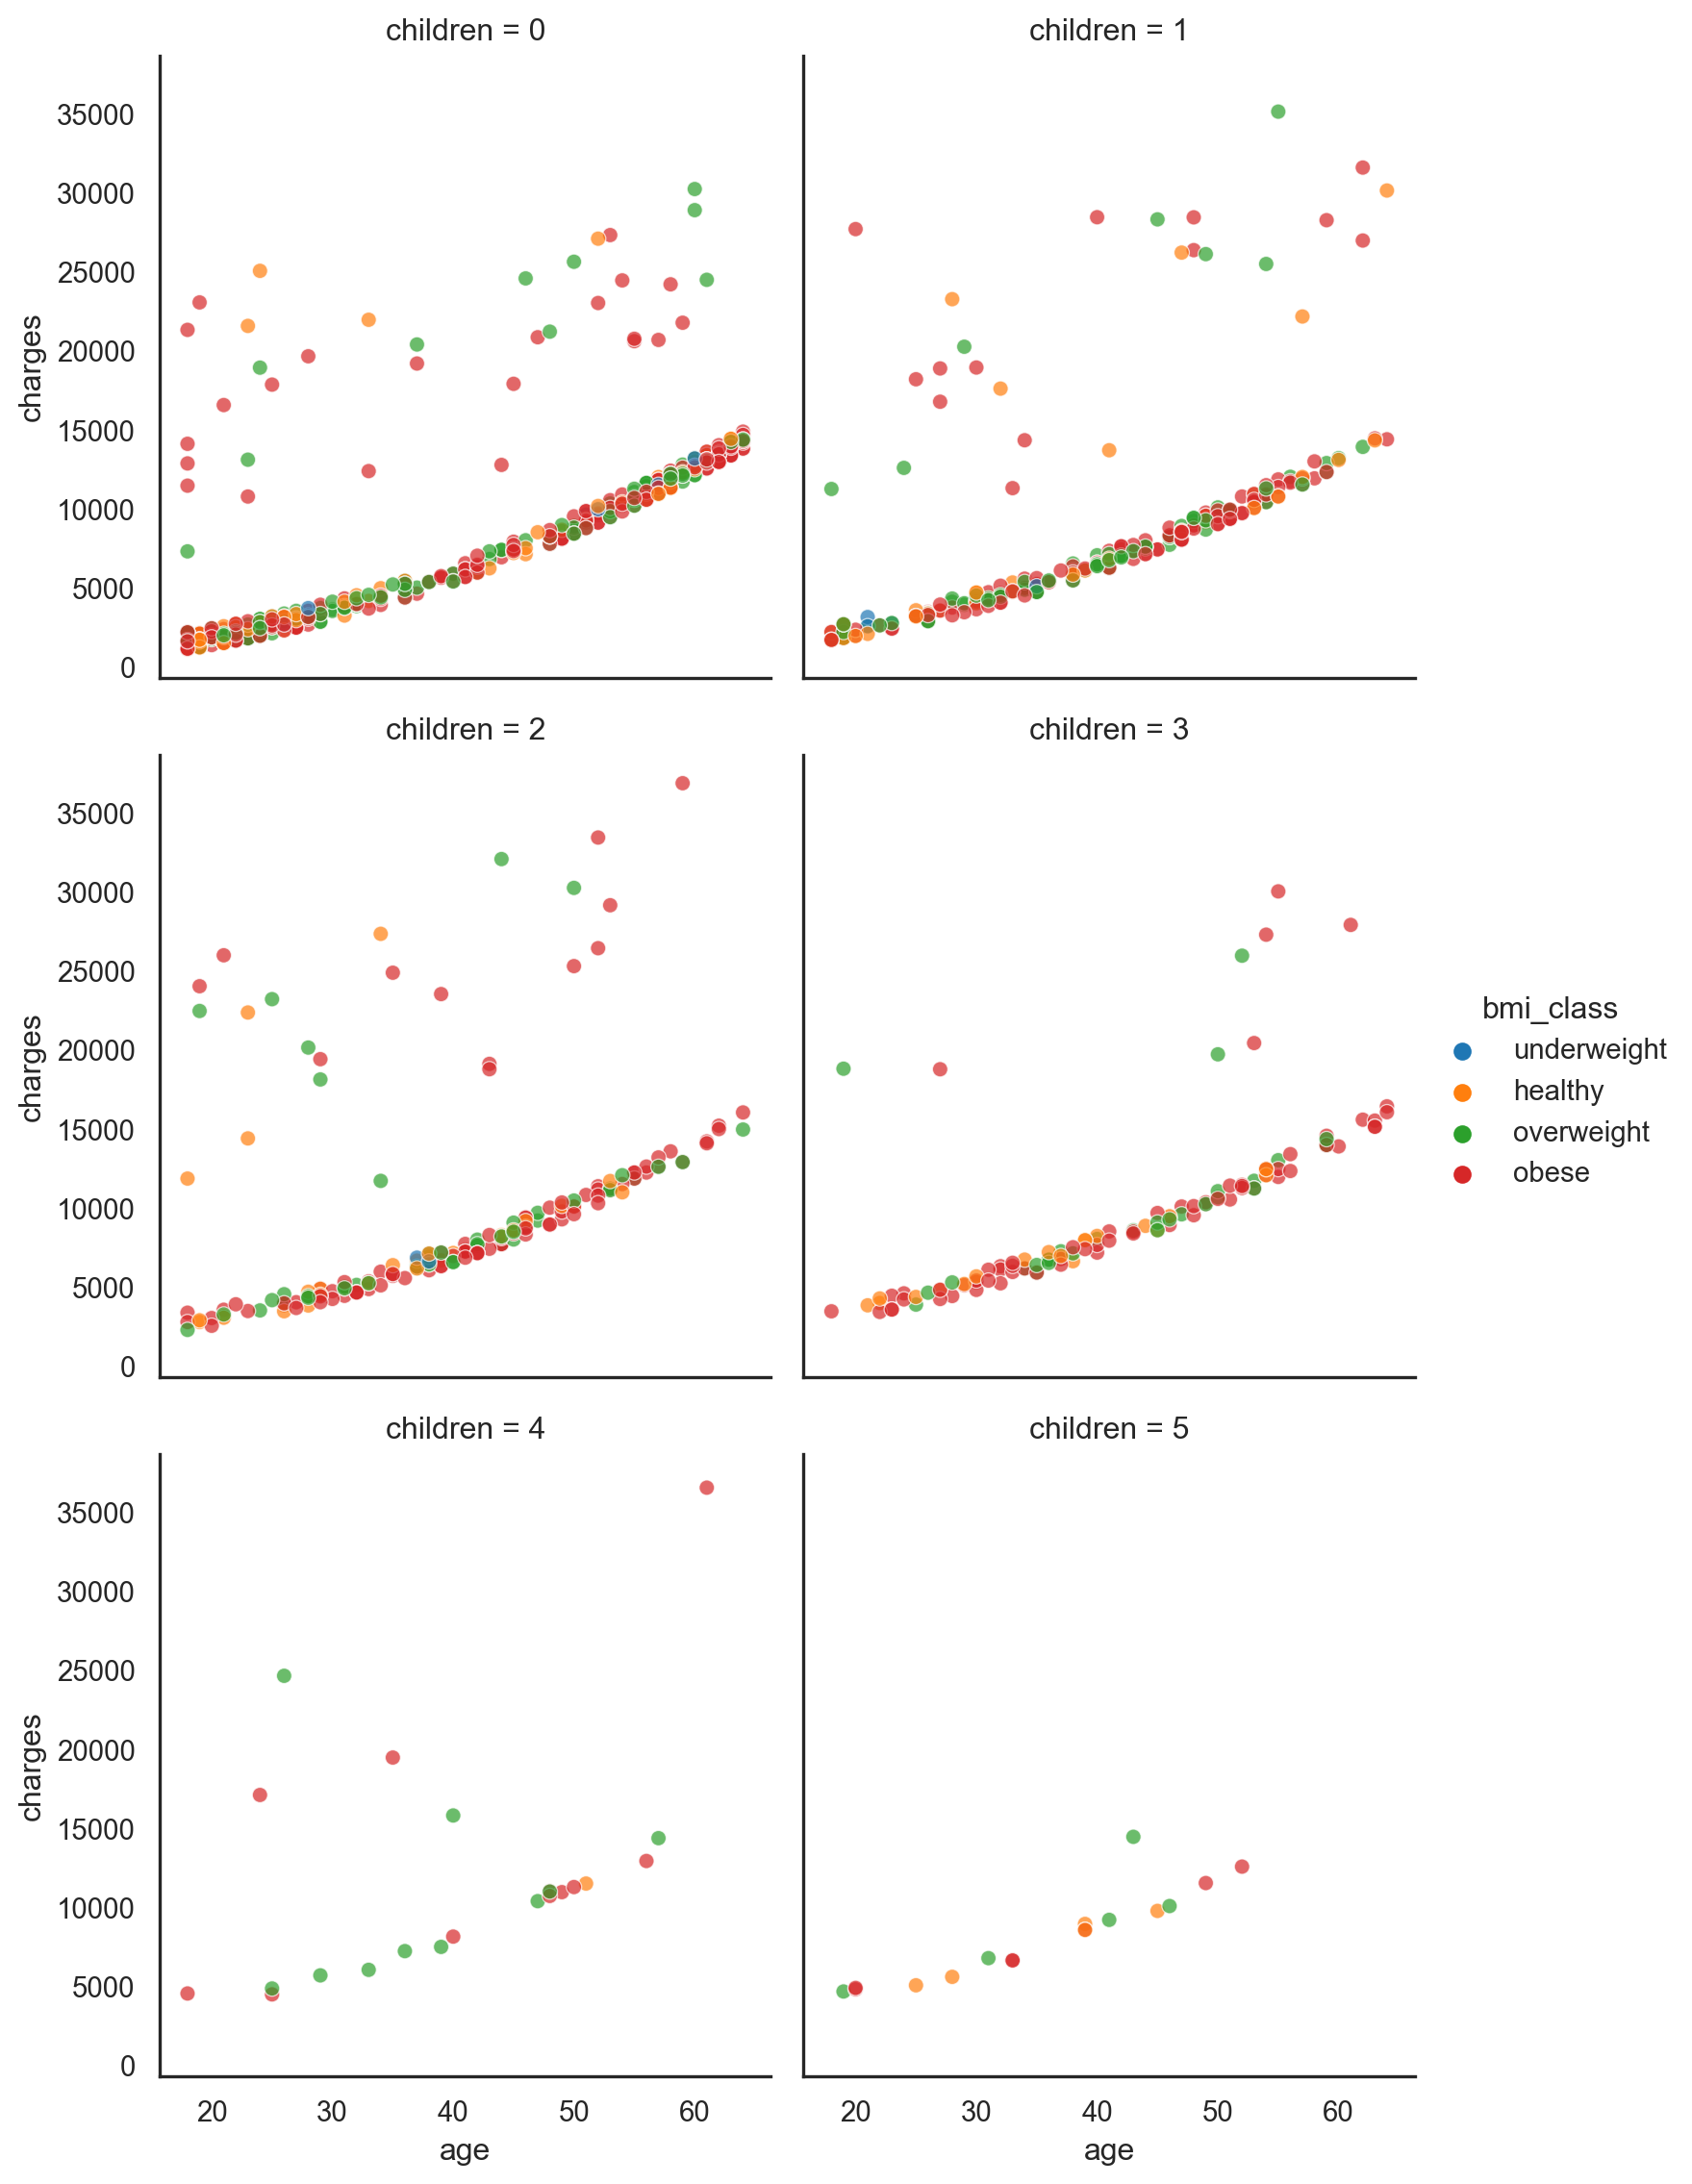 children = 0
children = 1
35000
30000
25000
20000
15000
10000
5000
0
charges
children = 2
children = 3
35000
30000
25000
20000
15000
10000
5000
0
charges
bmi_class
underweight
healthy
overweight
obese
children = 4
children = 5
35000
30000
25000
20000
15000
10000
5000
0
charges
20 30 40 50 60
20 30 40 50 60
age
age